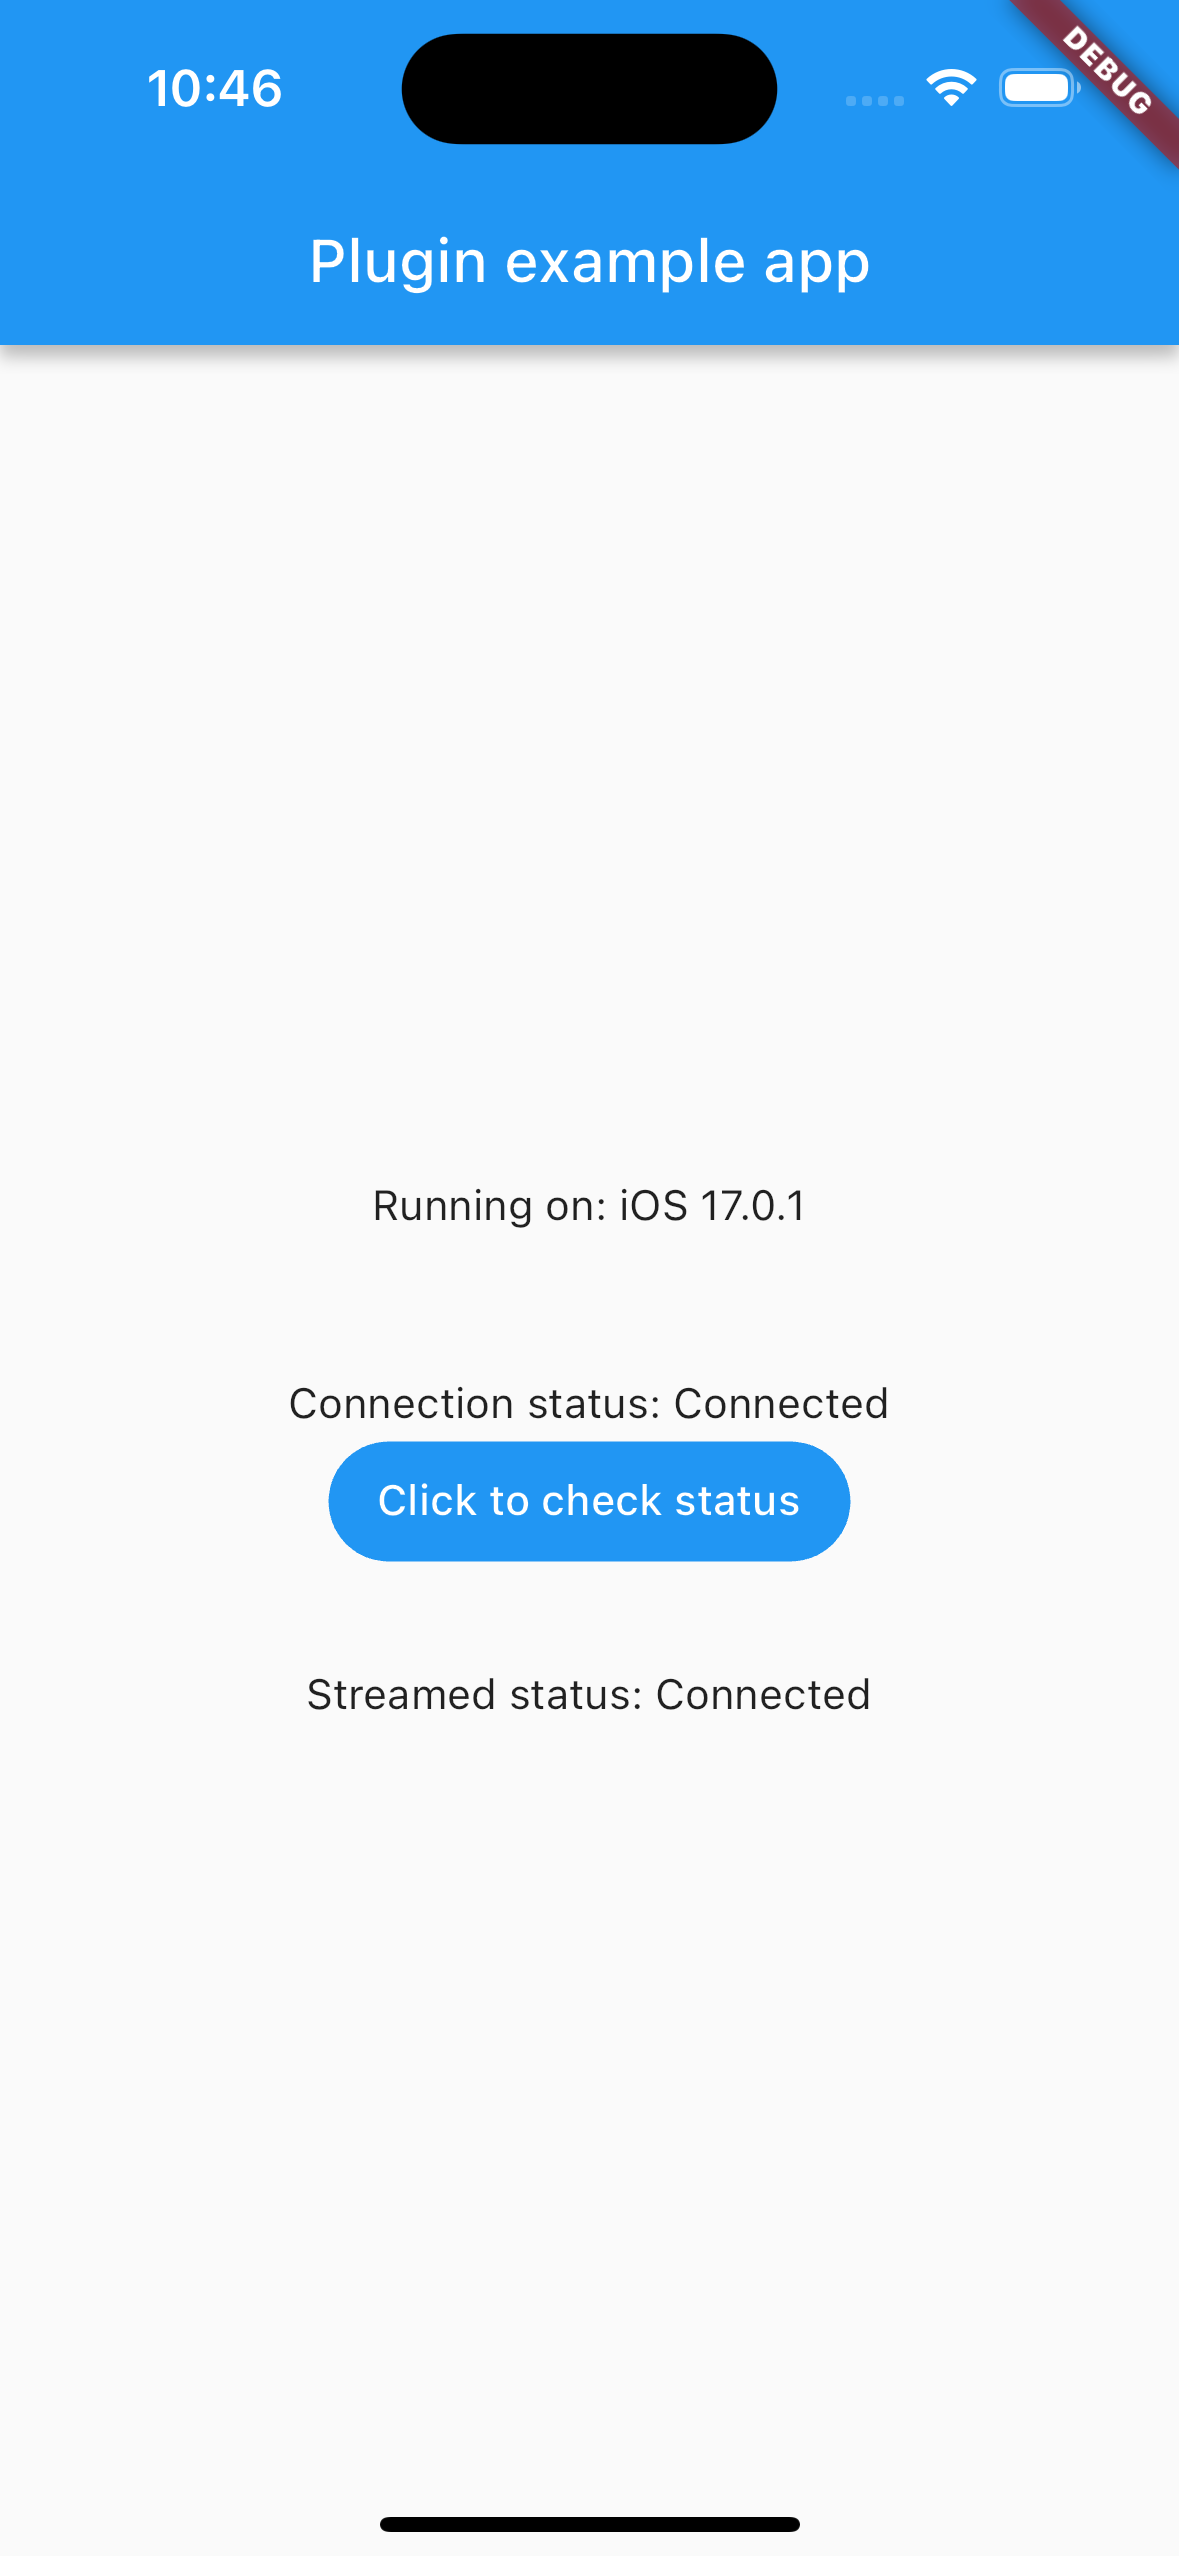 10:46
DEBUG
Plugin example app
Running on: iOS 17.0.1
Connection status: Connected
Click to check status
Streamed status: Connected